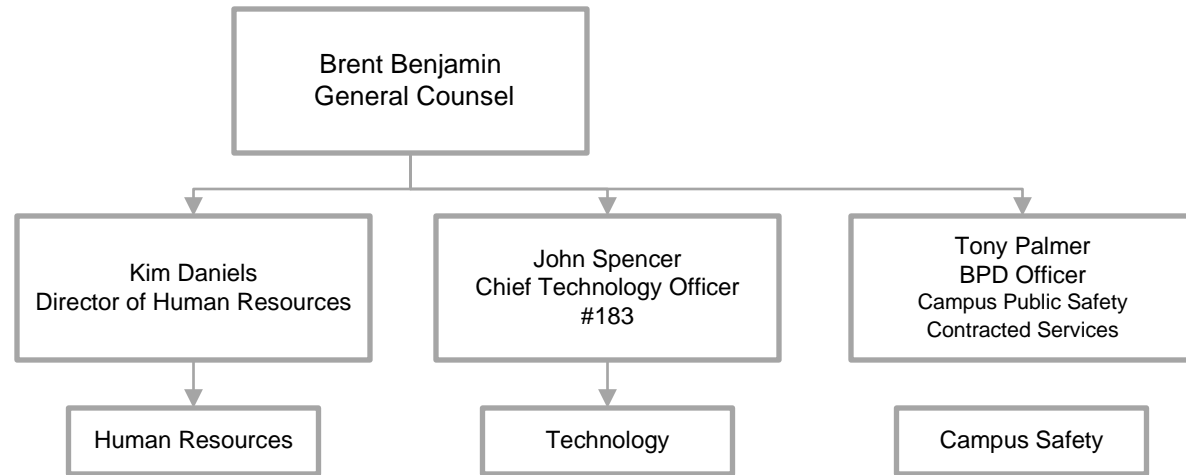 Brent Benjamin
General Counsel
Kim Daniels
Director of Human Resources
John Spencer
Chief Technology Officer
#183
Tony Palmer
BPD Officer
Campus Public Safety
Contracted Services
Human Resources
Technology
Campus Safety